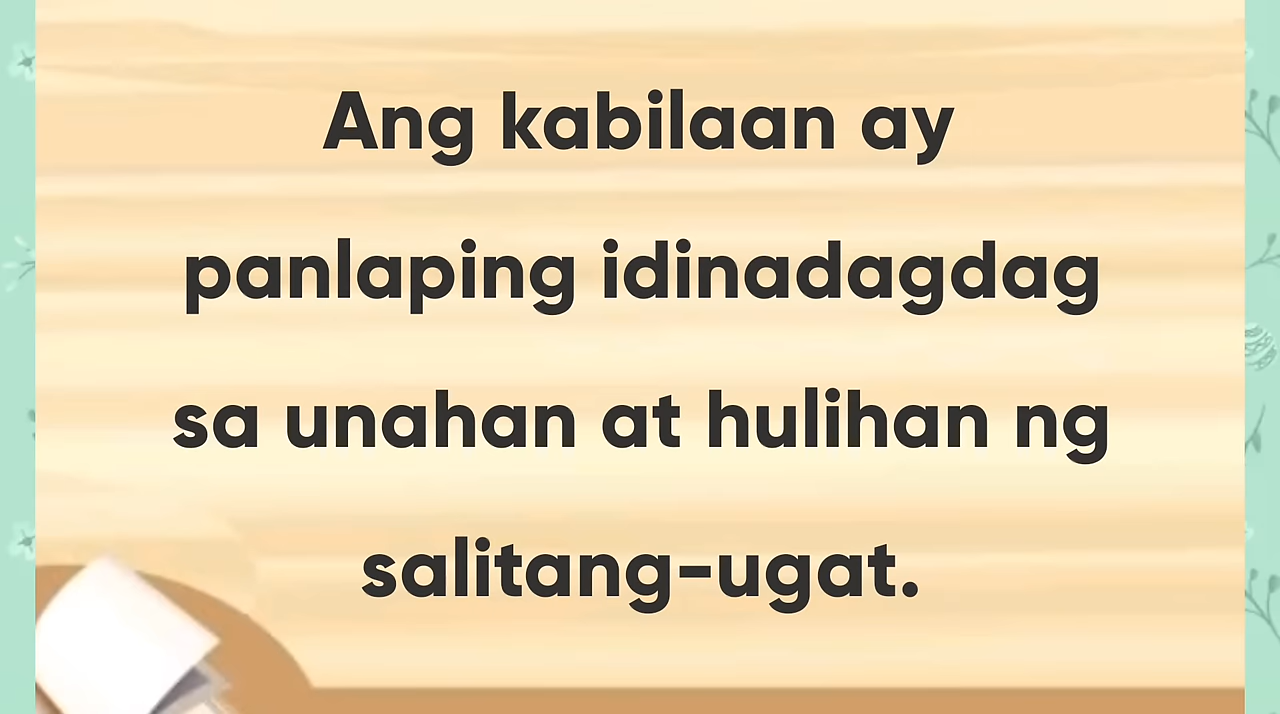 Ang kabilaan ay
panlaping idinadagdag
sa unahan at hulihan ng
salitang-ugat.